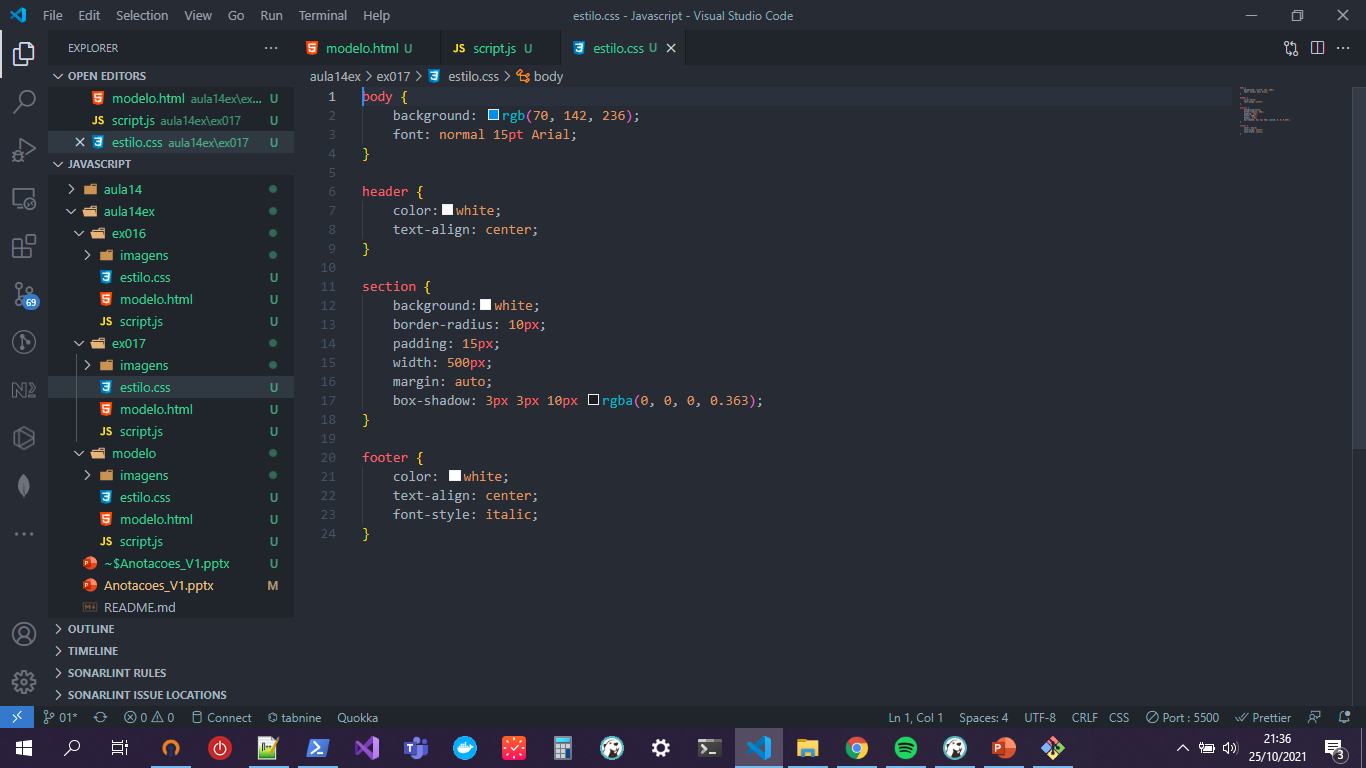 File Edit Selection View Go Run Terminal Help estilo.css - Javascript - Visual Studio Code
EXPLORER
modelo.html U JS script.js U estilo.css U
OPEN EDITORS
aula14ex > ex017 > estilo.css > body
modelo.html aula14ex\ex... U
JS script.js aula14ex\ex017 U
estilo.css aula14ex\ex017 U
JAVASCRIPT
aula14
aula14ex
ex016
imagens
estilo.css U
modelo.html U
JS script.js U
ex017
imagens
estilo.css U
modelo.html U
JS script.js U
modelo
imagens
estilo.css U
modelo.html U
JS script.js U
~$Anotacoes_V1.pptx U
Anotacoes_V1.pptx M
README.md
OUTLINE
TIMELINE
SONARLINT RULES
SONARLINT ISSUE LOCATIONS
69
1 body {
2 background: rgb(70, 142, 236);
3 font: normal 15pt Arial;
4 }
5
6 header {
7 color: white;
8 text-align: center;
9 }
10
11 section {
12 background: white;
13 border-radius: 10px;
14 padding: 15px;
15 width: 500px;
16 margin: auto;
17 box-shadow: 3px 3px 10px rgba(0, 0, 0, 0.363);
18 }
19
20 footer {
21 color: white;
22 text-align: center;
23 font-style: italic;
24 }
01* 0 0 Connect tabnine Quokka Ln 1, Col 1 Spaces: 4 UTF-8 CRLF CSS Port : 5500 Prettier
21:36
25/10/2021
3